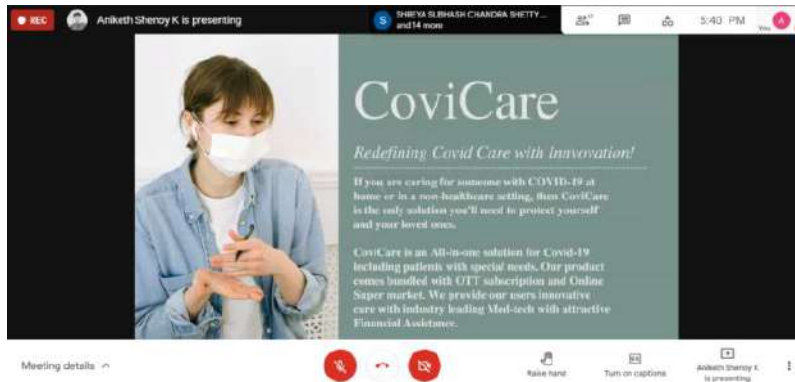 REC
Aniketh Shenoy K is presenting
S
SHREYA SUBHASH CHANDRA SHETTY...
and 14 more
17
5:40 PM
You
A
CoviCare
Redefining Covid Care with Innvovation!
If you are caring for someone with COVID-19 at
home or in a non-healthcare setting, then CoviCare
is the only solution you'll need to protect yourself
and your loved ones.
CoviCare is an All-in-one solution for Covid-19
including patients with special needs. Our product
comes bundled with OTT subscription and Online
Super market. We provide our users innovative
care with industry leading Med-tech with attractive
Financial Assistance.
Meeting details
Raise hand
Turn on captions
Aniketh Shenoy K
is presenting